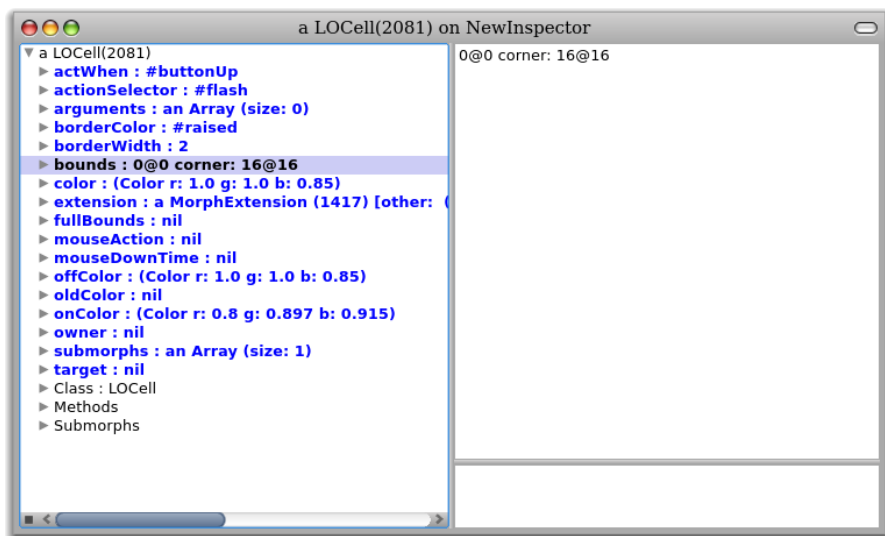 a LOCell(2081) on NewInspector
a LOCell(2081)
actWhen : #buttonUp
actionSelector : #flash
arguments : an Array (size: 0)
borderColor : #raised
borderWidth : 2
bounds : 0@0 corner: 16@16
color : (Color r: 1.0 g: 1.0 b: 0.85)
extension : a MorphExtension (1417) [other:  (
fullBounds : nil
mouseAction : nil
mouseDownTime : nil
offColor : (Color r: 1.0 g: 1.0 b: 0.85)
oldColor : nil
onColor : (Color r: 0.8 g: 0.897 b: 0.915)
owner : nil
submorphs : an Array (size: 1)
target : nil
Class : LOCell
Methods
Submorphs
0@0 corner: 16@16